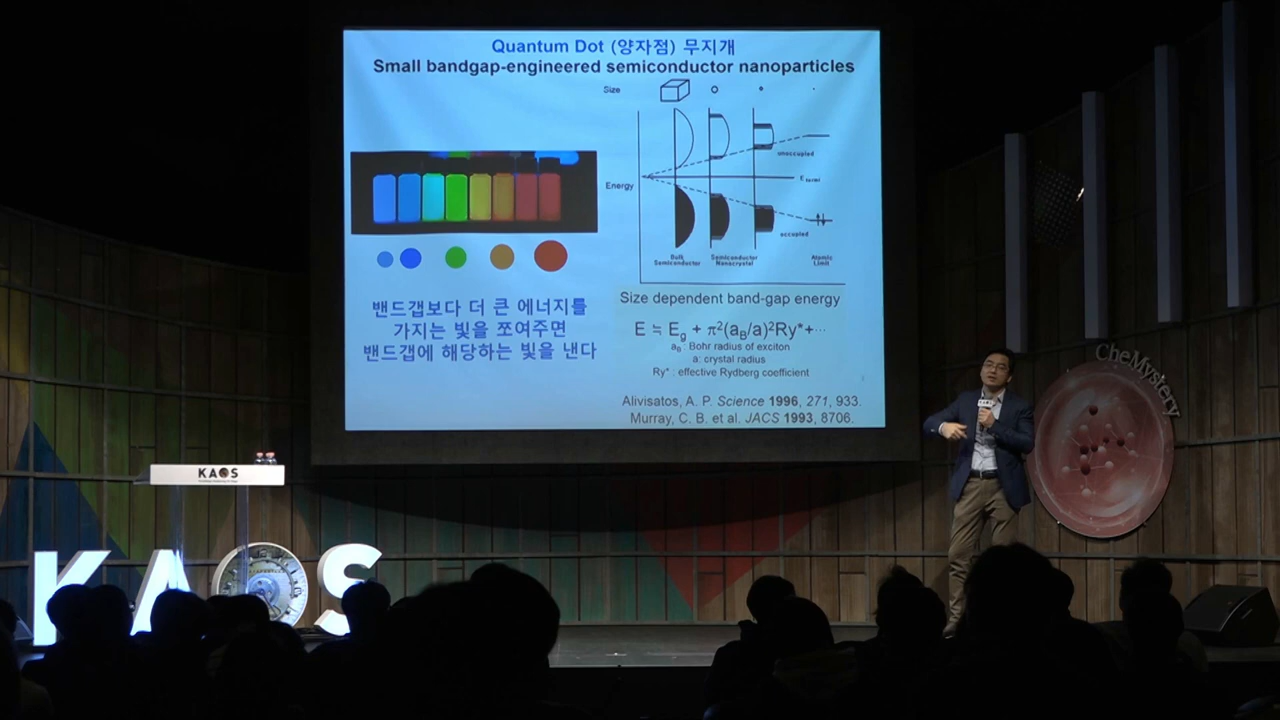 Quantum Dot (양자점) 무지개
Small bandgap-engineered semiconductor nanoparticles
Size
unoccupied
Energy
occupied
Bulk Semiconductor
Semiconductor Nanocrystal
Atomic Limit
밴드갭보다 더 큰 에너지를
가지는 빛을 쪼여주면
밴드갭에 해당하는 빛을 낸다
Size dependent band-gap energy
E ≒ Eg + π²(aB/a)²Ry*+···
aB : Bohr radius of exciton
a: crystal radius
Ry* : effective Rydberg coefficient
Alivisatos, A. P. Science 1996, 271, 933.
Murray, C. B. et al. JACS 1993, 8706.
CheMystery
KAOS
KAOS